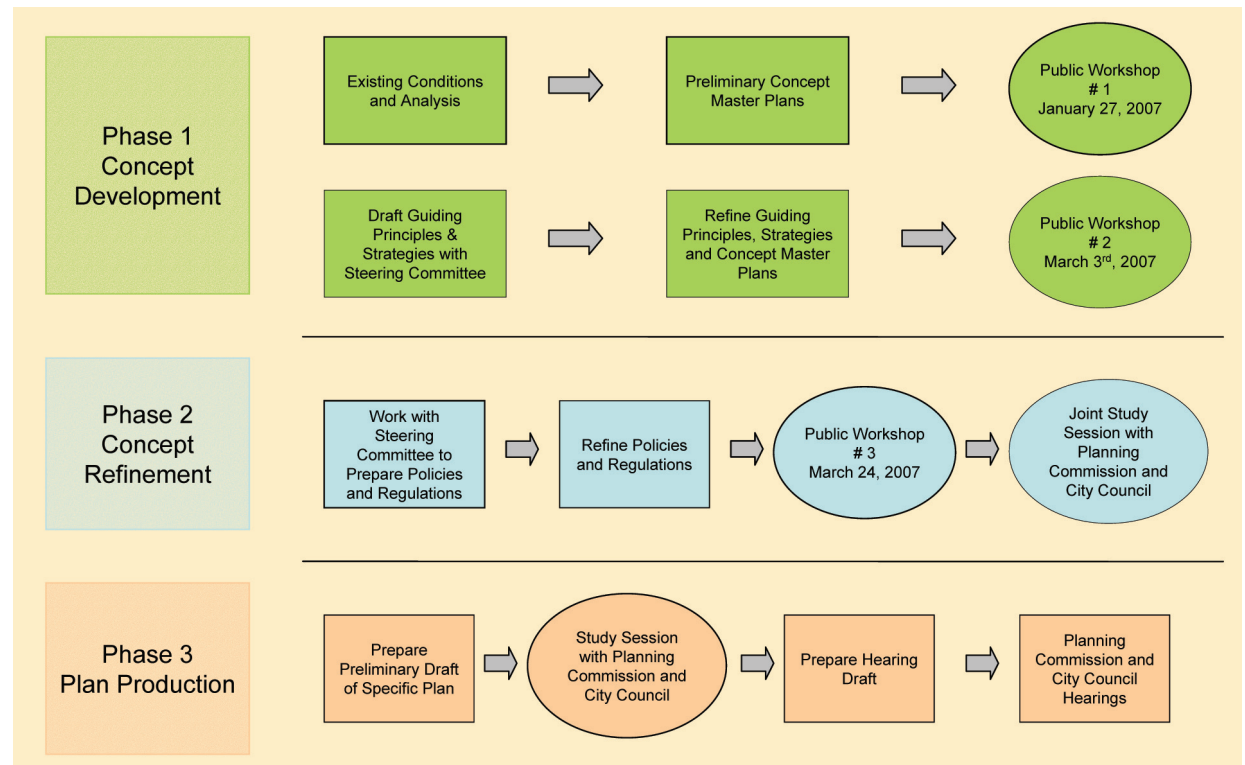 Phase 1
Concept
Development
Existing Conditions
and Analysis
Preliminary Concept
Master Plans
Public Workshop
# 1
January 27, 2007
Draft Guiding
Principles &
Strategies with
Steering Committee
Refine Guiding
Principles, Strategies
and Concept Master
Plans
Public Workshop
# 2
March 3rd, 2007
Phase 2
Concept
Refinement
Work with
Steering
Committee to
Prepare Policies
and Regulations
Refine Policies
and Regulations
Public Workshop
# 3
March 24, 2007
Joint Study
Session with
Planning
Commission and
City Council
Phase 3
Plan Production
Prepare
Preliminary Draft
of Specific Plan
Study Session
with Planning
Commission and
City Council
Prepare Hearing
Draft
Planning
Commission and
City Council
Hearings